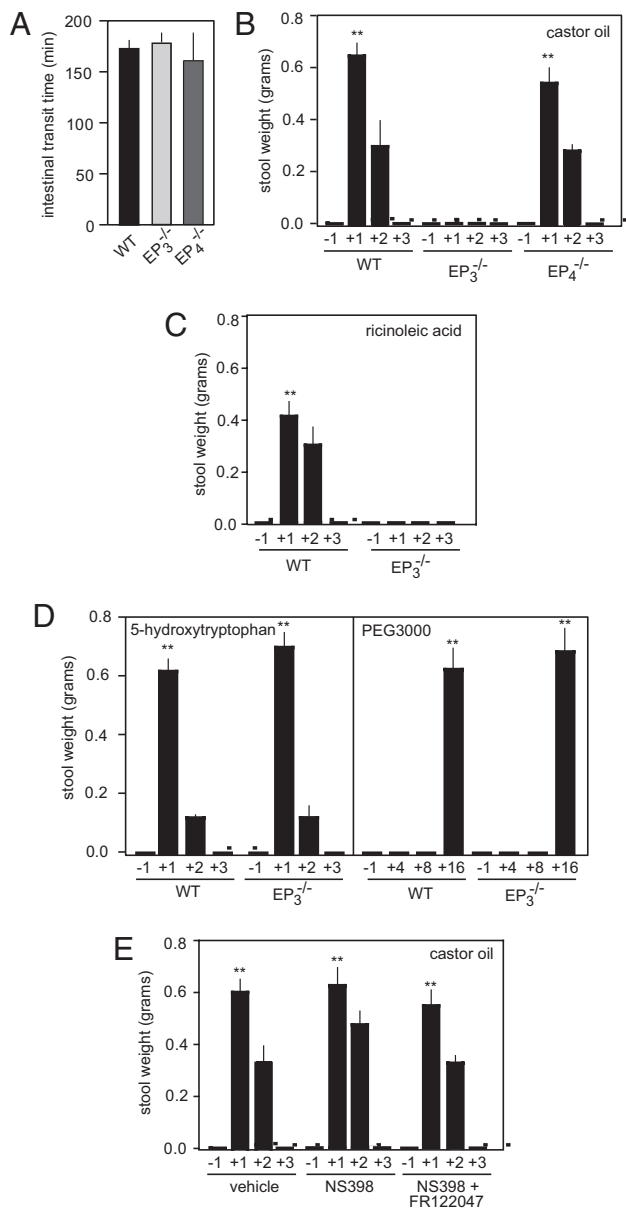 A
intestinal transit time (min)
200
150
100
50
0
WT
EP3-/-
EP4-/-
B
castor oil
stool weight (grams)
0.8
0.6
0.4
0.2
0.0
**
**
-1 +1 +2 +3 -1 +1 +2 +3 -1 +1 +2 +3
WT EP3-/- EP4-/-
C
ricinoleic acid
stool weight (grams)
0.8
0.6
0.4
0.2
0.0
**
-1 +1 +2 +3 -1 +1 +2 +3
WT EP3-/-
D
5-hydroxytryptophan PEG3000
stool weight (grams)
0.8
0.6
0.4
0.2
0.0
** ** ** **
-1 +1 +2 +3 -1 +1 +2 +3 -1 +4 +8 +16 -1 +4 +8 +16
WT EP3-/- WT EP3-/-
E
castor oil
stool weight (grams)
0.8
0.6
0.4
0.2
0.0
** ** **
-1 +1 +2 +3 -1 +1 +2 +3 -1 +1 +2 +3
vehicle NS398 NS398 +
FR122047